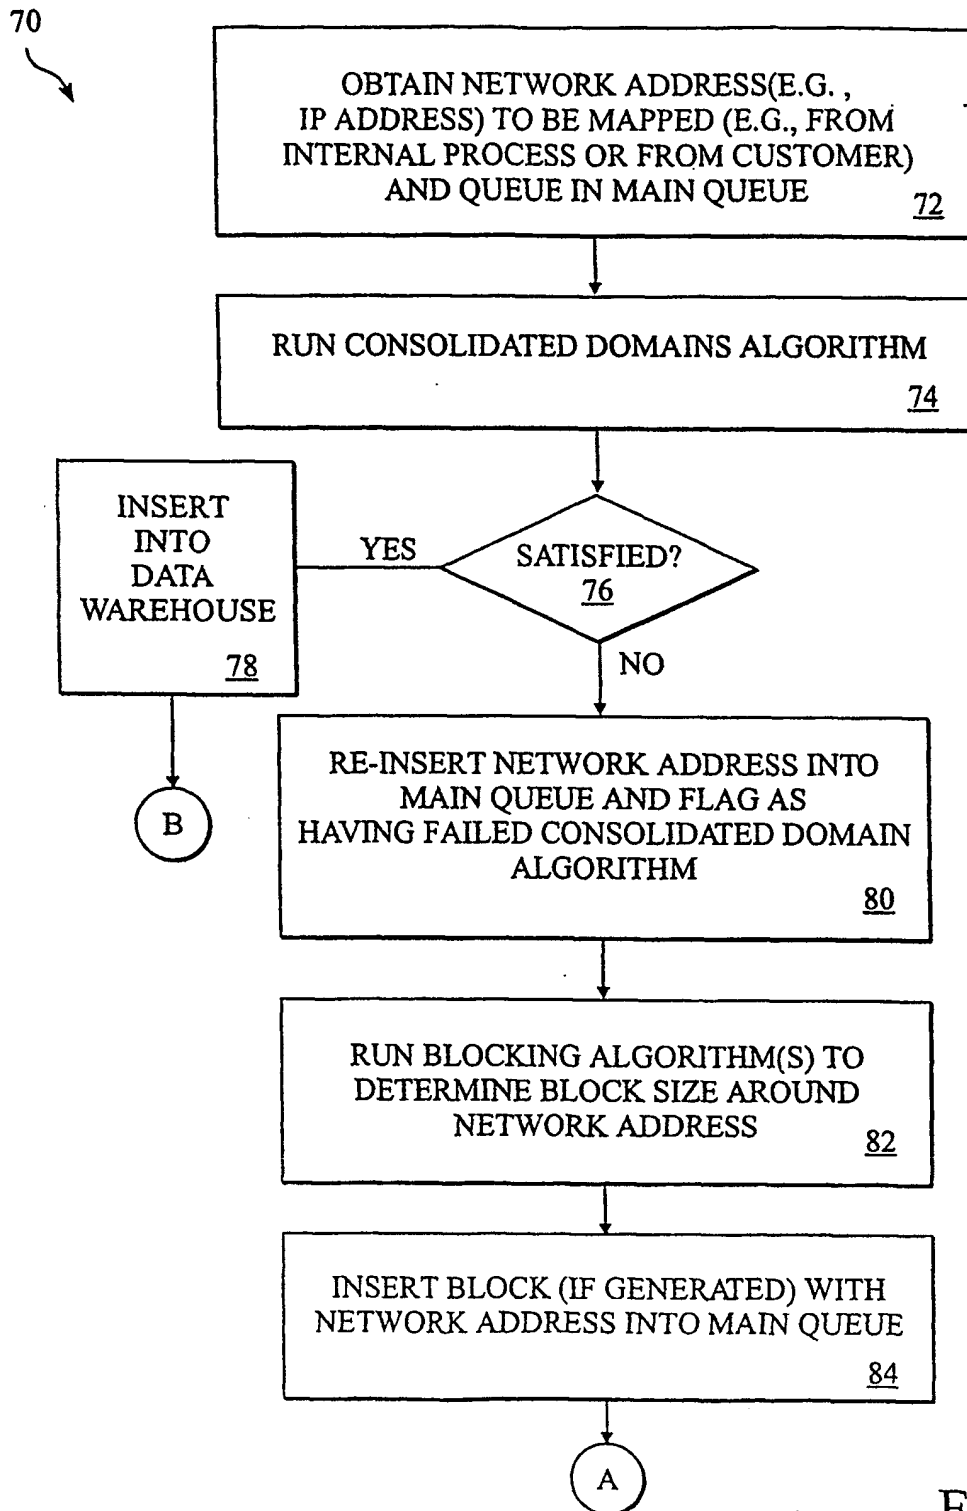 70
OBTAIN NETWORK ADDRESS(E.G. ,
IP ADDRESS) TO BE MAPPED (E.G., FROM
INTERNAL PROCESS OR FROM CUSTOMER)
AND QUEUE IN MAIN QUEUE
72
RUN CONSOLIDATED DOMAINS ALGORITHM
74
INSERT
INTO
DATA
WAREHOUSE
78
YES
SATISFIED?
76
NO
B
RE-INSERT NETWORK ADDRESS INTO
MAIN QUEUE AND FLAG AS
HAVING FAILED CONSOLIDATED DOMAIN
ALGORITHM
80
RUN BLOCKING ALGORITHM(S) TO
DETERMINE BLOCK SIZE AROUND
NETWORK ADDRESS
82
INSERT BLOCK (IF GENERATED) WITH
NETWORK ADDRESS INTO MAIN QUEUE
84
A